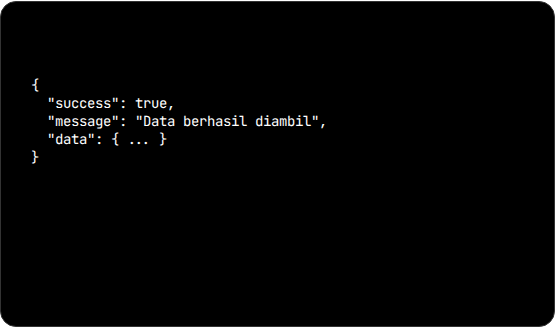 {
  "success": true,
  "message": "Data berhasil diambil",
  "data": { ... }
}